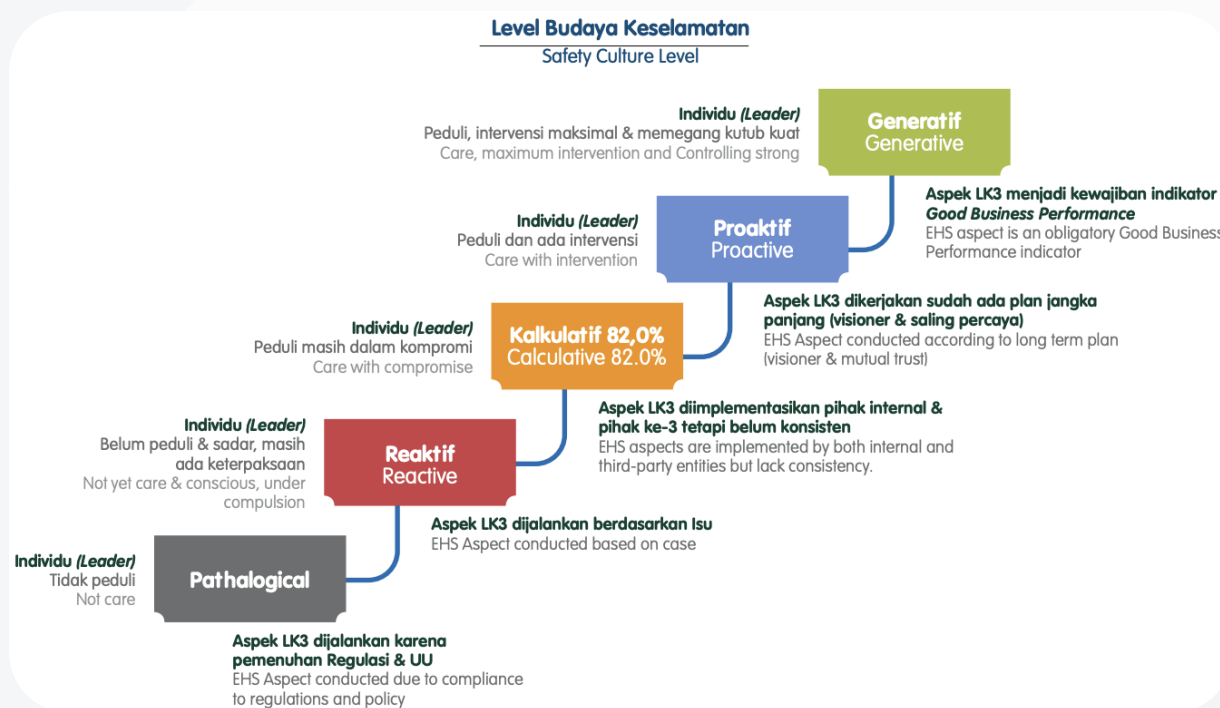 Level Budaya Keselamatan
Safety Culture Level
Individu (Leader)
Peduli, intervensi maksimal & memegang kutub kuat
Care, maximum intervention and Controlling strong
Generatif
Generative
Aspek LK3 menjadi kewajiban indikator
Good Business Performance
EHS aspect is an obligatory Good Business
Performance indicator
Individu (Leader)
Peduli dan ada intervensi
Care with intervention
Proaktif
Proactive
Aspek LK3 dikerjakan sudah ada plan jangka
panjang (visioner & saling percaya)
EHS Aspect conducted according to long term plan
(visioner & mutual trust)
Individu (Leader)
Peduli masih dalam kompromi
Care with compromise
Kalkulatif 82,0%
Calculative 82.0%
Aspek LK3 diimplementasikan pihak internal &
pihak ke-3 tetapi belum konsisten
EHS aspects are implemented by both internal and
third-party entities but lack consistency.
Individu (Leader)
Belum peduli & sadar, masih
ada keterpaksaan
Not yet care & conscious, under
compulsion
Reaktif
Reactive
Aspek LK3 dijalankan berdasarkan Isu
EHS Aspect conducted based on case
Individu (Leader)
Tidak peduli
Not care
Pathalogical
Aspek LK3 dijalankan karena
pemenuhan Regulasi & UU
EHS Aspect conducted due to compliance
to regulations and policy